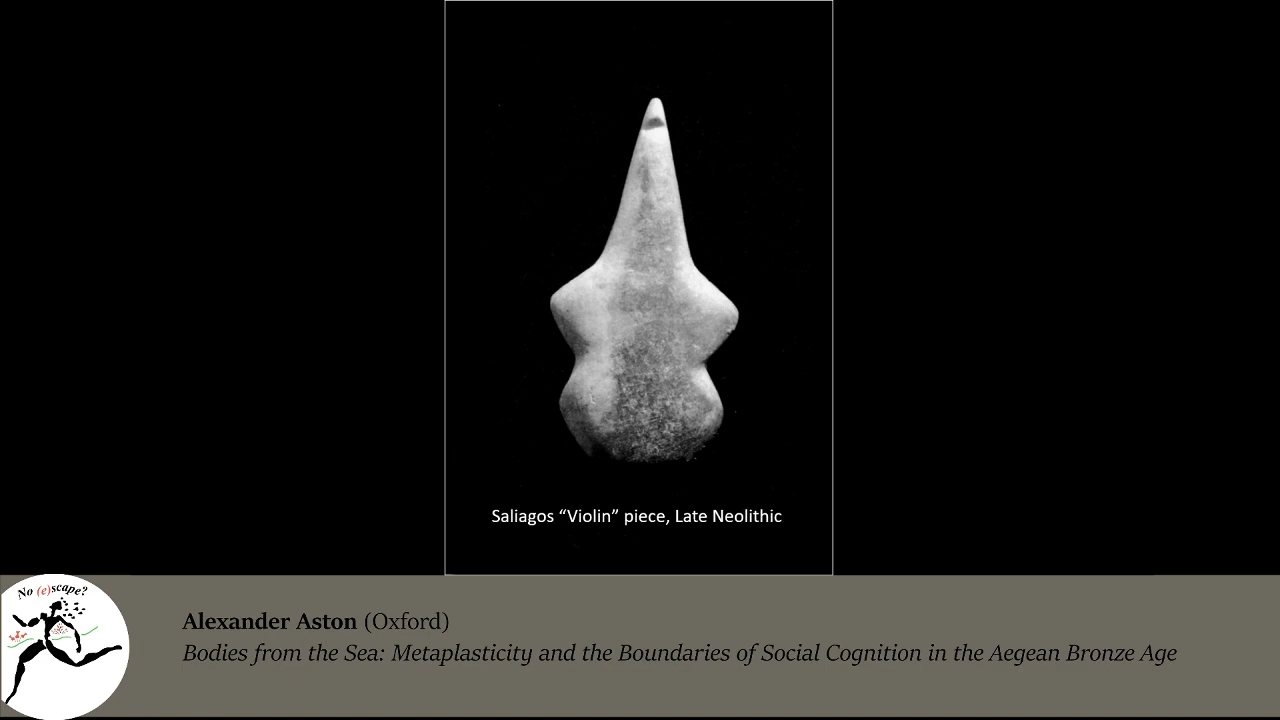 Saliagos “Violin” piece, Late Neolithic
No (e)scape?
Alexander Aston (Oxford)
Bodies from the Sea: Metaplasticity and the Boundaries of Social Cognition in the Aegean Bronze Age